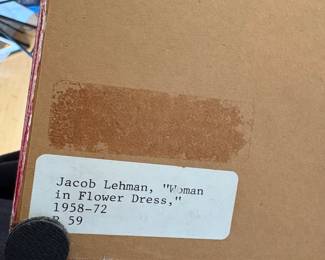 Jacob Lehman, "Woman
in Flower Dress,"
1958-72
P 59